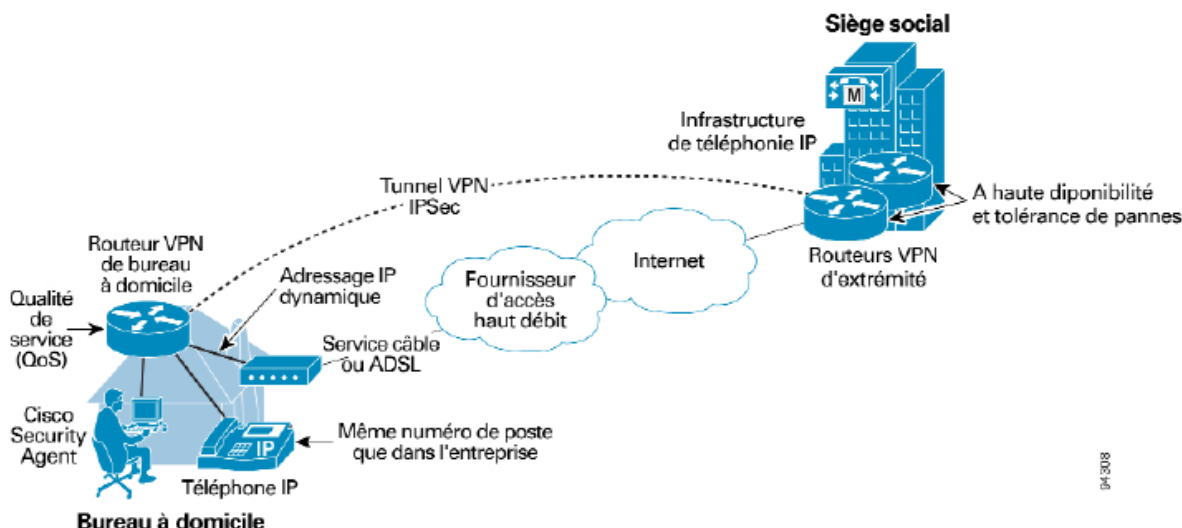 Siège social
M
Infrastructure
de téléphonie IP
A haute diponibilité
et tolérance de pannes
Tunnel VPN
IPSec
Routeur VPN
de bureau
à domicile
Adressage IP
dynamique
Internet
Routeurs VPN
d'extrémité
Fournisseur
d'accès
haut débit
Qualité
de
service
(QoS)
Service câble
ou ADSL
Cisco
Security
Agent
IP
Même numéro de poste
que dans l'entreprise
Téléphone IP
Bureau à domicile
94308